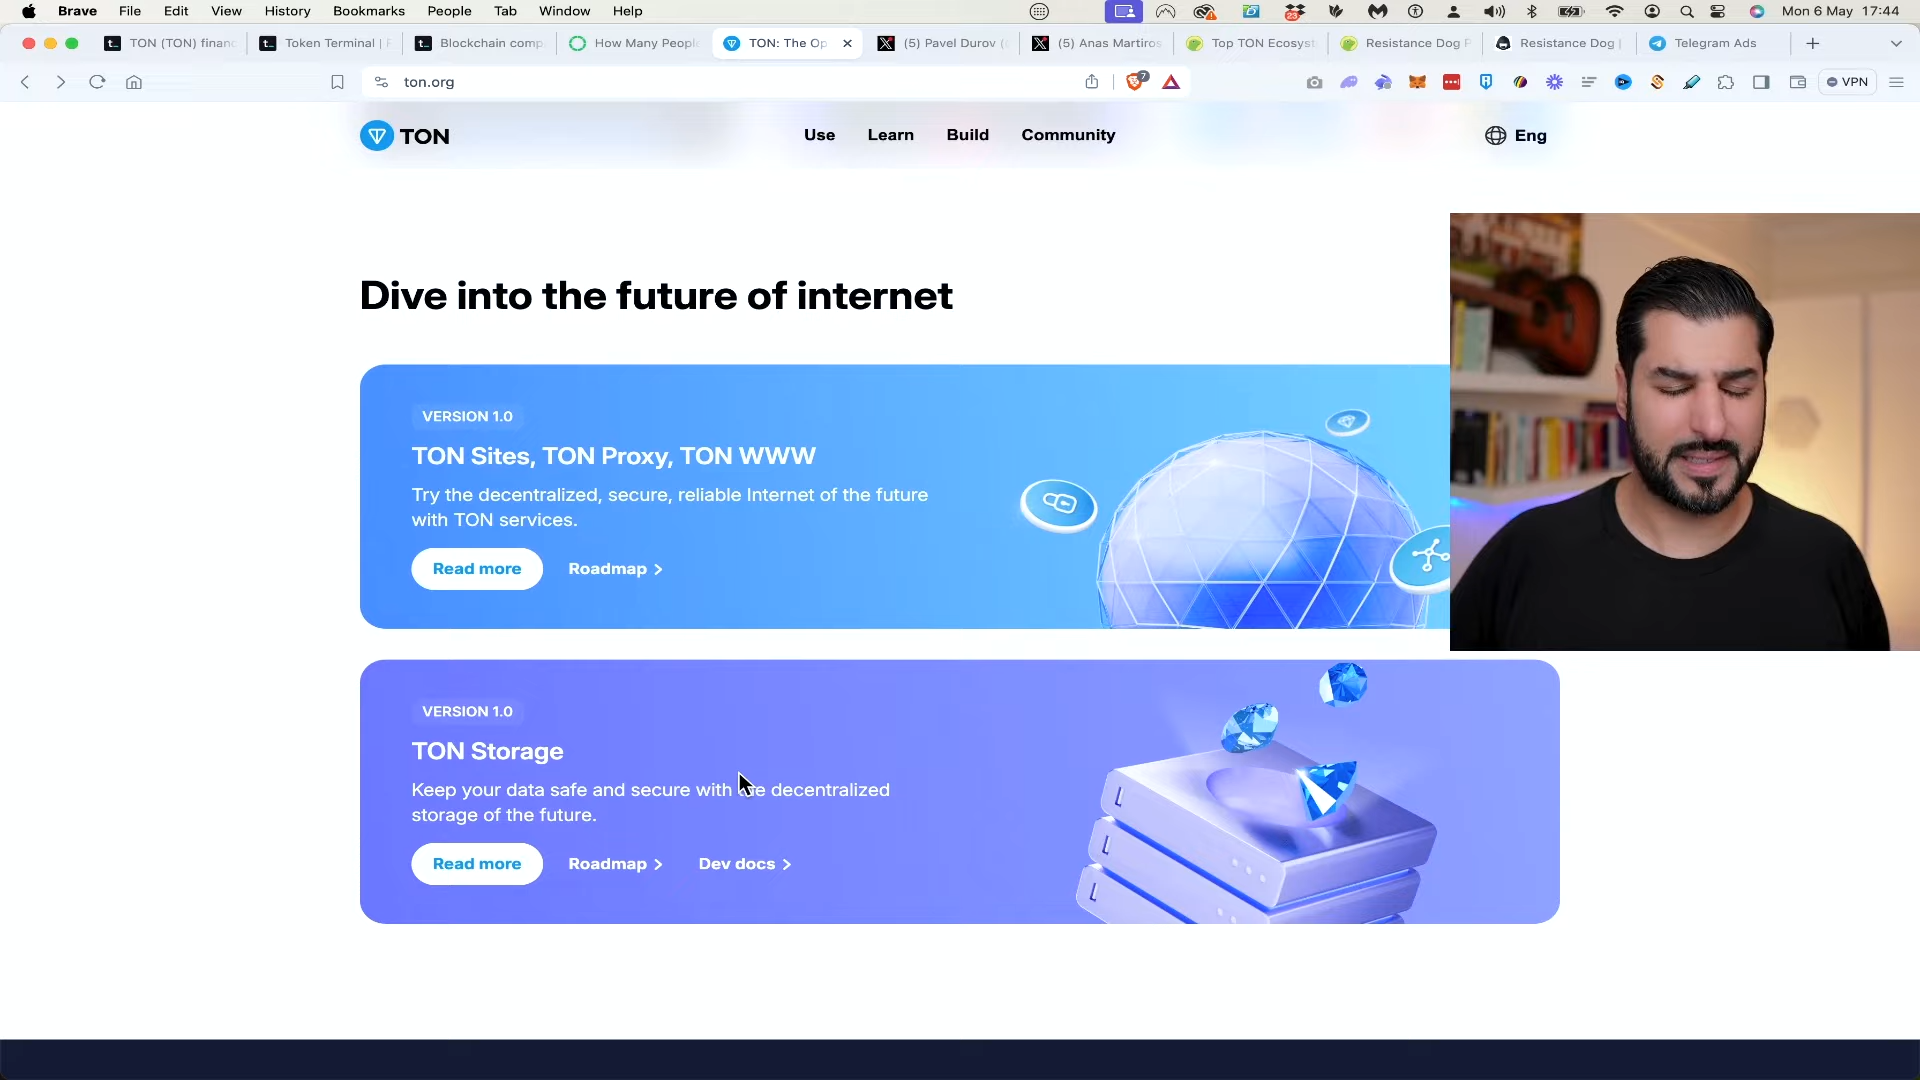 Brave File Edit View History Bookmarks People Tab Window Help
23
Mon 6 May 17:44
TON (TON) financ
Token Terminal | F
Blockchain comp
How Many People
TON: The Op
(5) Pavel Durov (
(5) Anas Martiros
Top TON Ecosyst
Resistance Dog P
Resistance Dog |
Telegram Ads
ton.org
7
VPN
TON
Use Learn Build Community
Eng
Dive into the future of internet
VERSION 1.0
TON Sites, TON Proxy, TON WWW
Try the decentralized, secure, reliable Internet of the future
with TON services.
Read more Roadmap >
VERSION 1.0
TON Storage
Keep your data safe and secure with the decentralized
storage of the future.
Read more Roadmap > Dev docs >